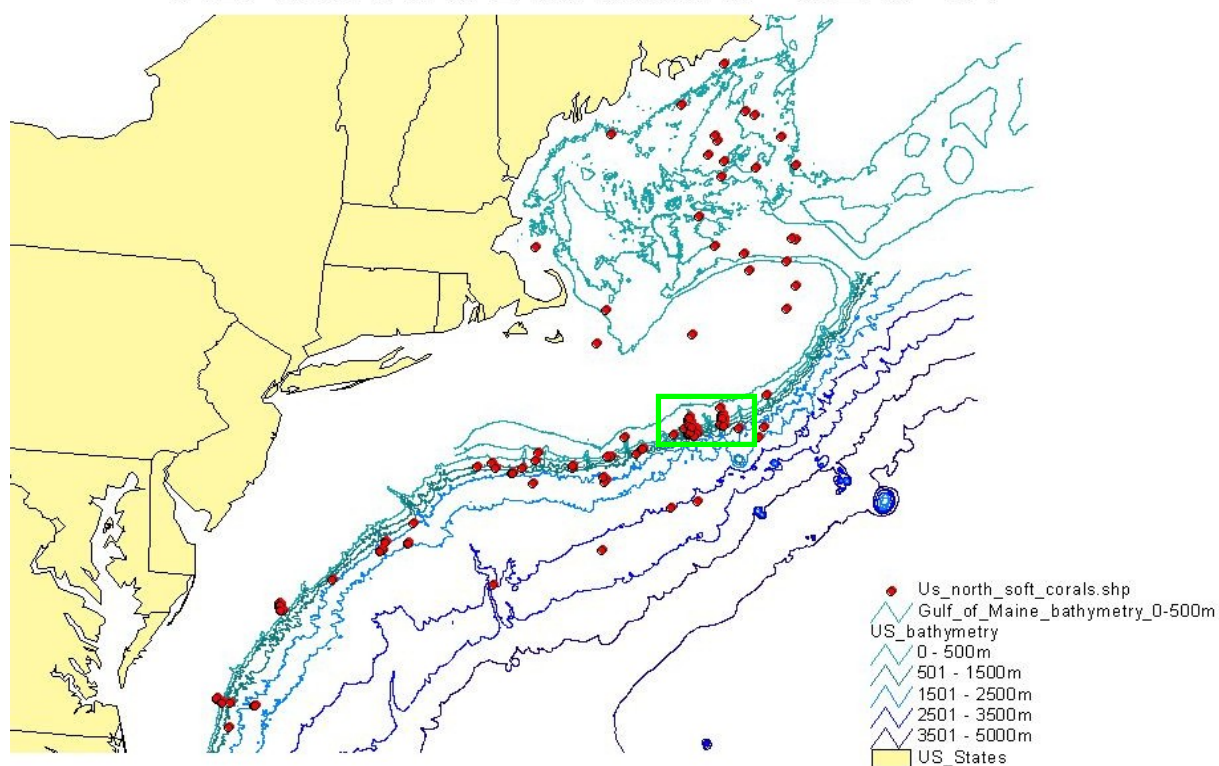 Us_north_soft_corals.shp
Gulf_of_Maine_bathymetry_0-500m
US_bathymetry
0 - 500m
501 - 1500m
1501 - 2500m
2501 - 3500m
3501 - 5000m
US_States